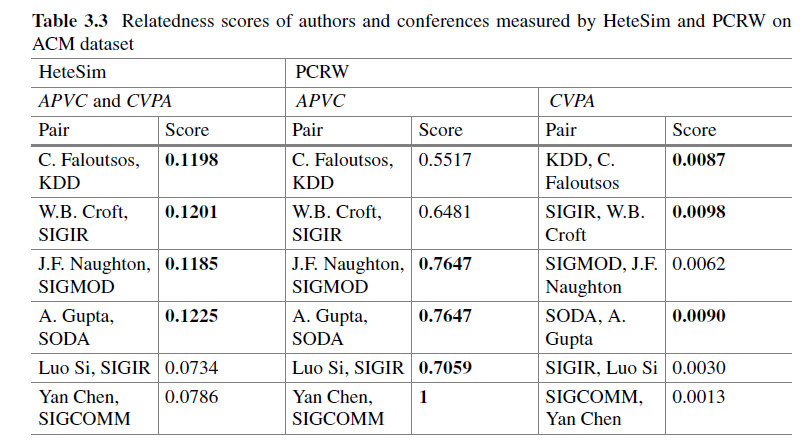 Table 3.3 Relatedness scores of authors and conferences measured by HeteSim and PCRW on
ACM dataset
HeteSim PCRW
APVC and CVPA APVC CVPA
Pair Score Pair Score Pair Score
C. Faloutsos, 0.1198 C. Faloutsos, 0.5517 KDD, C. 0.0087
KDD KDD Faloutsos
W.B. Croft, 0.1201 W.B. Croft, 0.6481 SIGIR, W.B. 0.0098
SIGIR SIGIR Croft
J.F. Naughton, 0.1185 J.F. Naughton, 0.7647 SIGMOD, J.F. 0.0062
SIGMOD SIGMOD Naughton
A. Gupta, 0.1225 A. Gupta, 0.7647 SODA, A. 0.0090
SODA SODA Gupta
Luo Si, SIGIR 0.0734 Luo Si, SIGIR 0.7059 SIGIR, Luo Si 0.0030
Yan Chen, 0.0786 Yan Chen, 1 SIGCOMM, 0.0013
SIGCOMM SIGCOMM Yan Chen